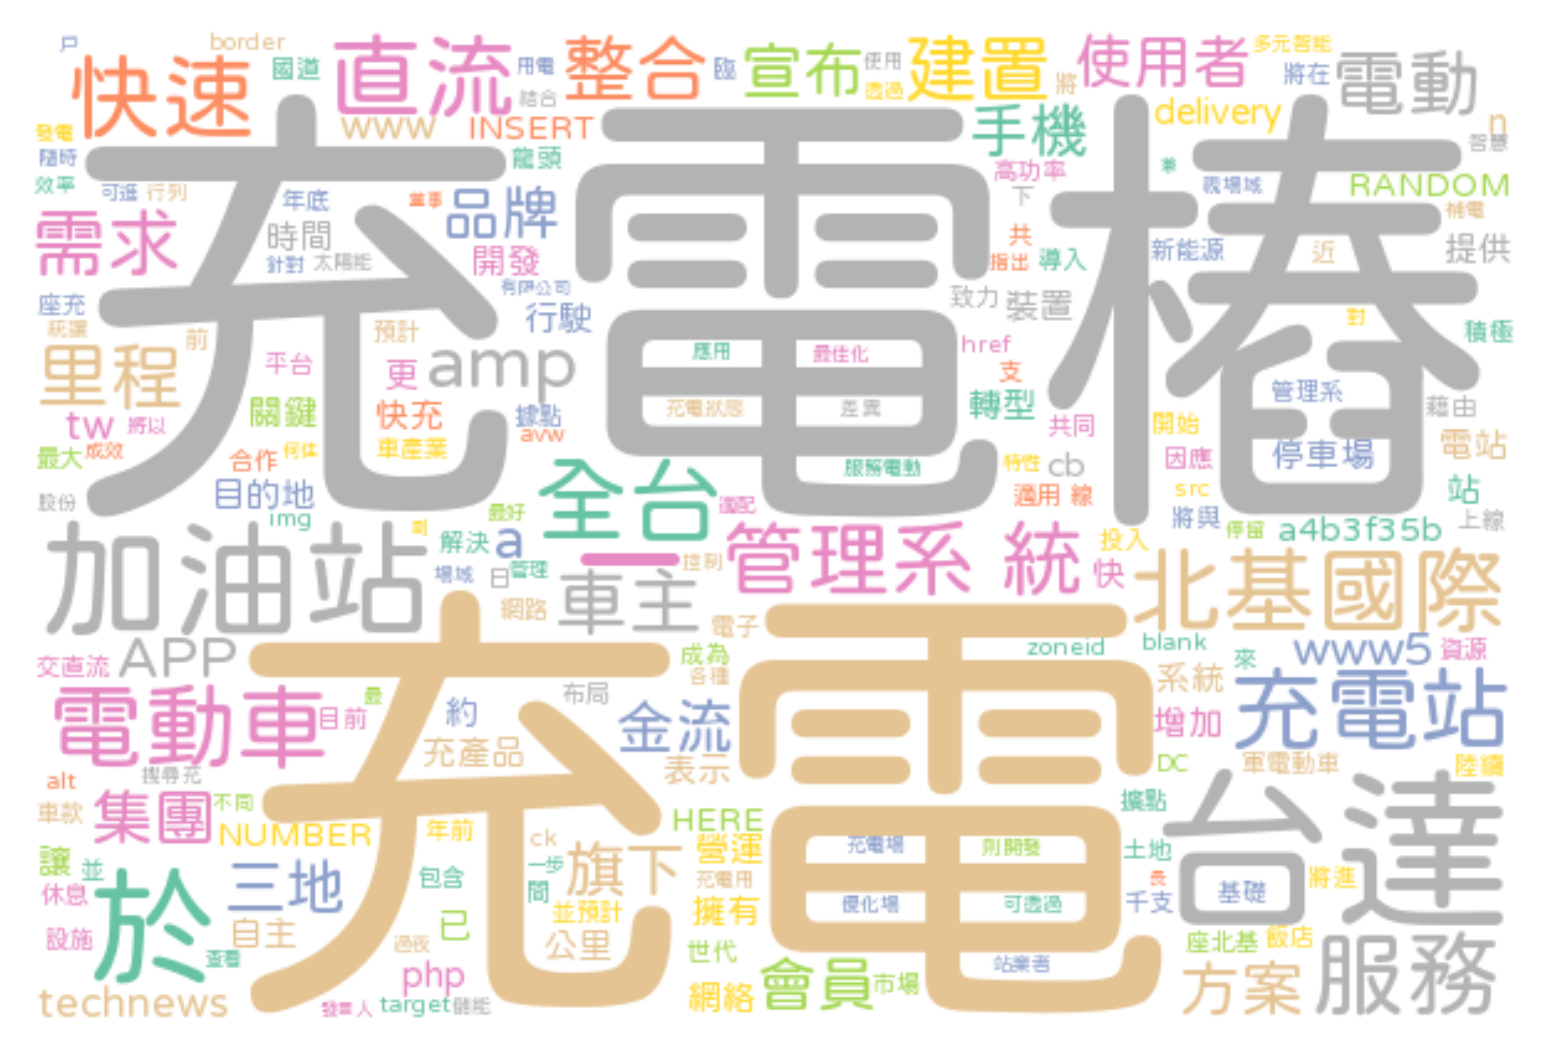 戶 border 國道 直流 用電 整合 臨 宣布 使用 建置 使用者 多元智能
快速 結合 透過 將 將在 電動
發電 www INSERT 手機 delivery n
隨時 龍頭 高功率 智慧
效率 可進 行列 年底 董事 品牌 下 RANDOM
需求 時間 開發 共 新能源 近 補電 提供
針對 太陽能 指出 導入
座充 有限公司 行駛 致力 裝置 對
前 預計 href 積極
里程 平台 更 amp 應用 最佳化 支 管理系
tw 將以 關鍵 快充 據點 充電狀態 差異 轉型 共同 開始 藉由
最大 成效 合作 何佳 車產業 avw 服務電動 特性 cb 因應 停車場 電站
股份 目的地 全台 適用 線 src 站
img 最好 將與 停留 a4b3f35b 上線
充電樁
加油站 解決 a 一 控制 管理系 統 投入 北基國際
場域 日 管理 車主 快
網路 電子 zoneid blank
交直流 APP 成為 來 www5 資源
電動車 目前 最 各種 系統
約 布局 金流 增加 充電站
充產品 表示 DC 陸續
alt 搜尋充 擴點 台達
車款 集團 不同 NUMBER 年前 HERE
讓 並 ck 一步 旗下 營運 充電場 則開發 土地
休息 三地 包含 間 充電用 長 基礎 將進
於 自主 已 並預計 擁有 優化場 可透過 千支
設施 查看 過夜 公里 世代 座北基 飯店
php 會員 市場 站業者 服務
technews target 儲能 網絡 方案
充電